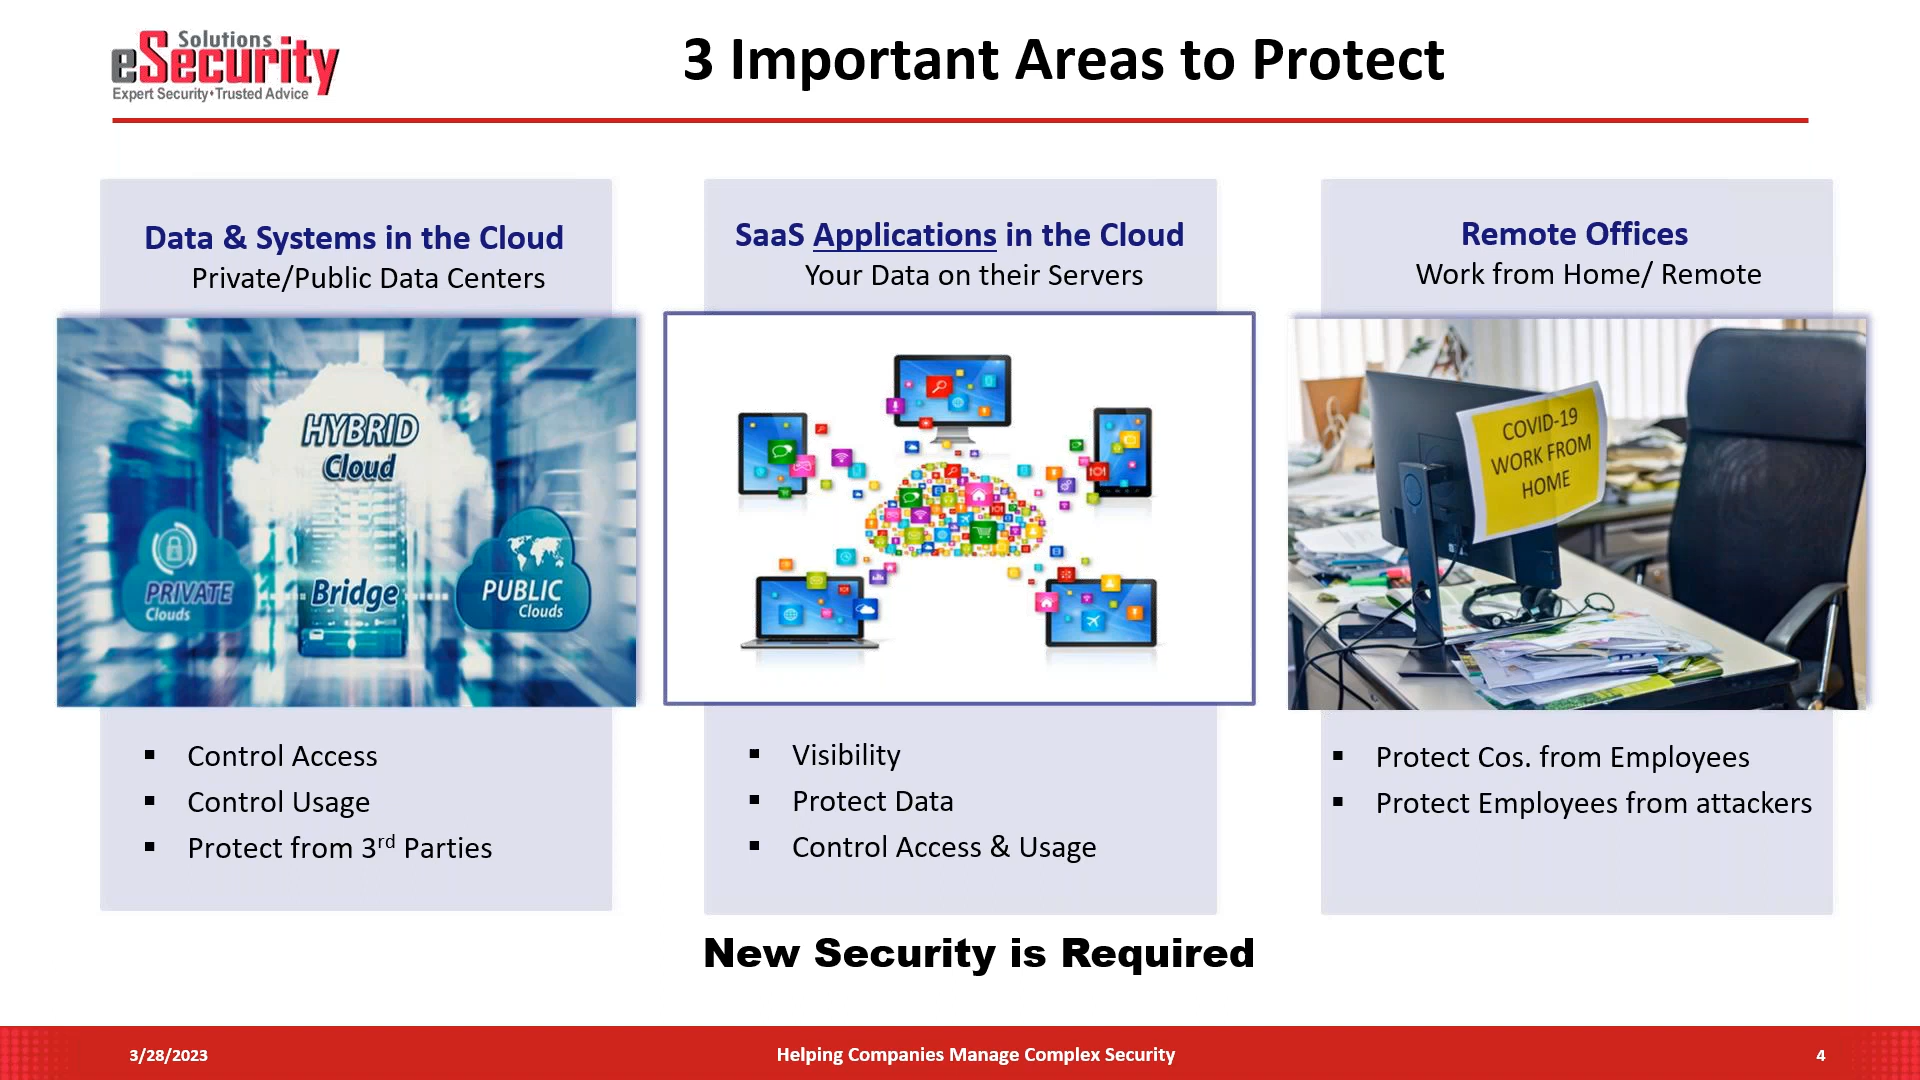 Solutions
eSecurity
Expert Security•Trusted Advice
3 Important Areas to Protect
Data & Systems in the Cloud
Private/Public Data Centers
HYBRID
Cloud
PRIVATE
Clouds
Bridge
PUBLIC
Clouds
▪ Control Access
▪ Control Usage
▪ Protect from 3rd Parties
SaaS Applications in the Cloud
Your Data on their Servers
▪ Visibility
▪ Protect Data
▪ Control Access & Usage
Remote Offices
Work from Home/ Remote
COVID-19
WORK FROM
HOME
▪ Protect Cos. from Employees
▪ Protect Employees from attackers
New Security is Required
3/28/2023
Helping Companies Manage Complex Security
4